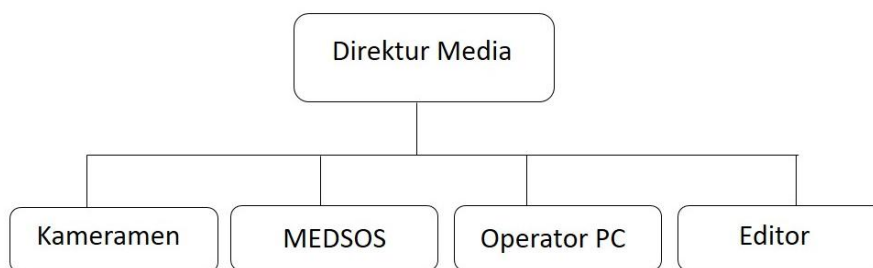 Direktur Media
Kameramen
MEDSOS
Operator PC
Editor